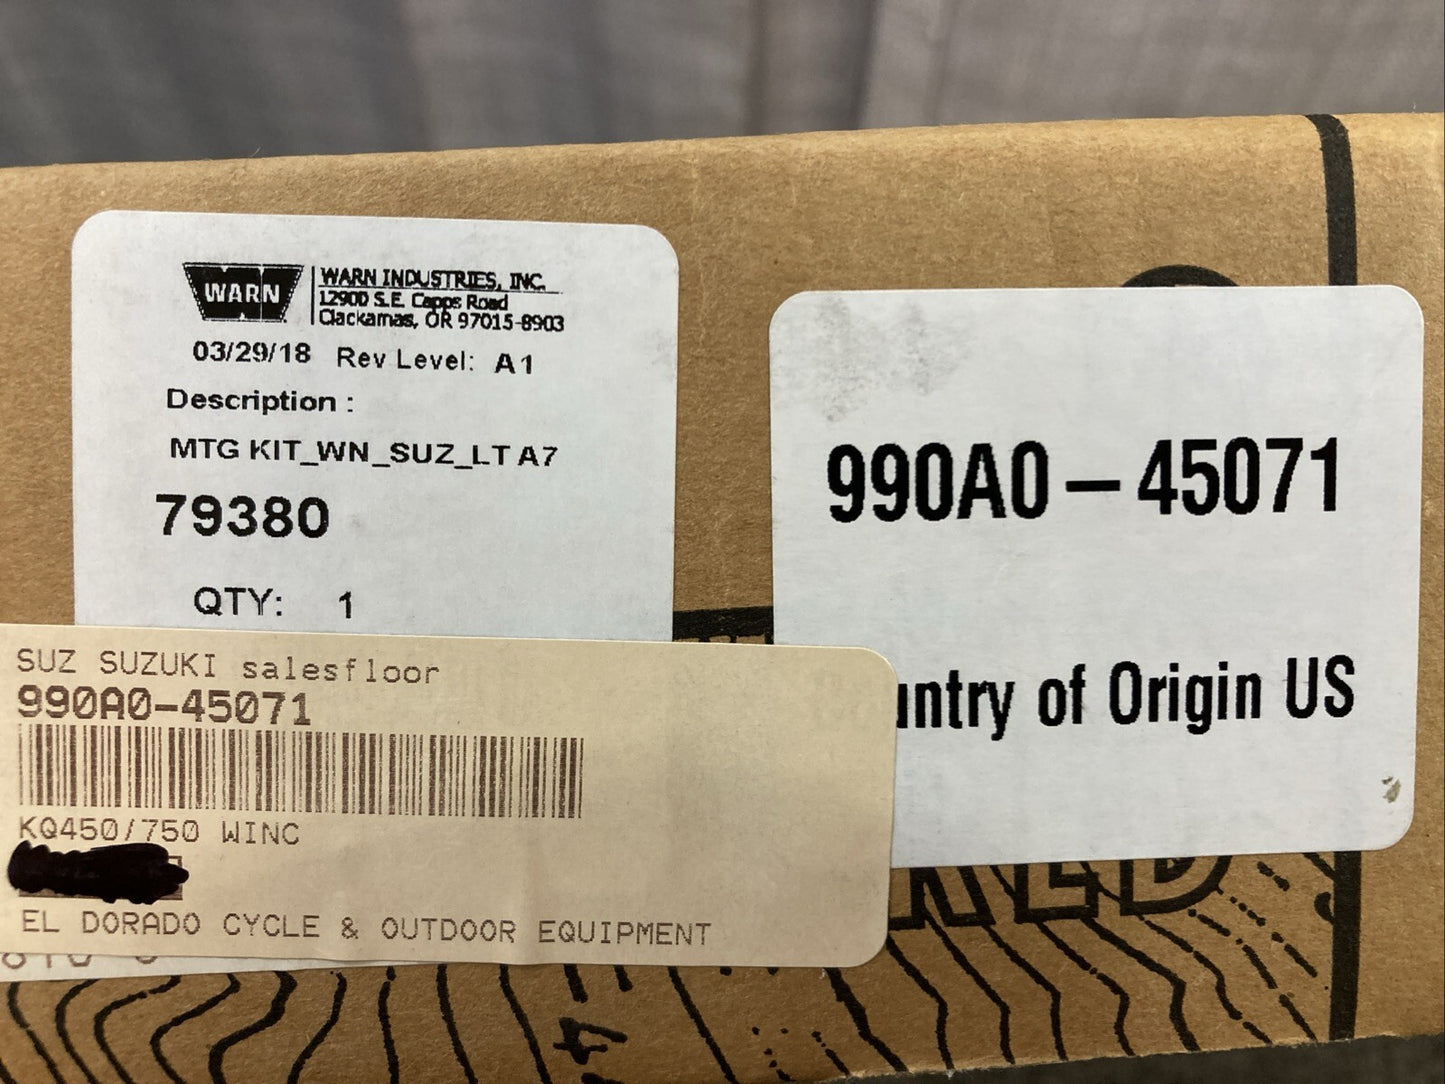 WARN
WARN INDUSTRIES, INC.
12900 S.E. Capps Road
Clackamas, OR 97015-8903
03/29/18 Rev Level: A1
Description :
MTG KIT_WN_SUZ_LT A7
79380
QTY: 1
990A0-45071
of Origin US
SUZ SUZUKI salesfloor
990A0-45071
KQ450/750 WINC
EL DORADO CYCLE & OUTDOOR EQUIPMENT